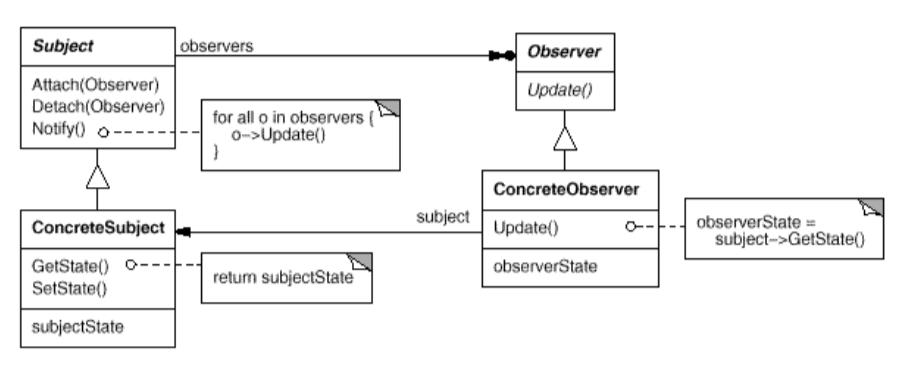 Subject
observers
Observer
Attach(Observer)
Detach(Observer)
Notify()
for all o in observers {
o->Update()
}
Update()
ConcreteSubject
GetState()
SetState()
subjectState
return subjectState
subject
ConcreteObserver
Update()
observerState
observerState =
subject->GetState()